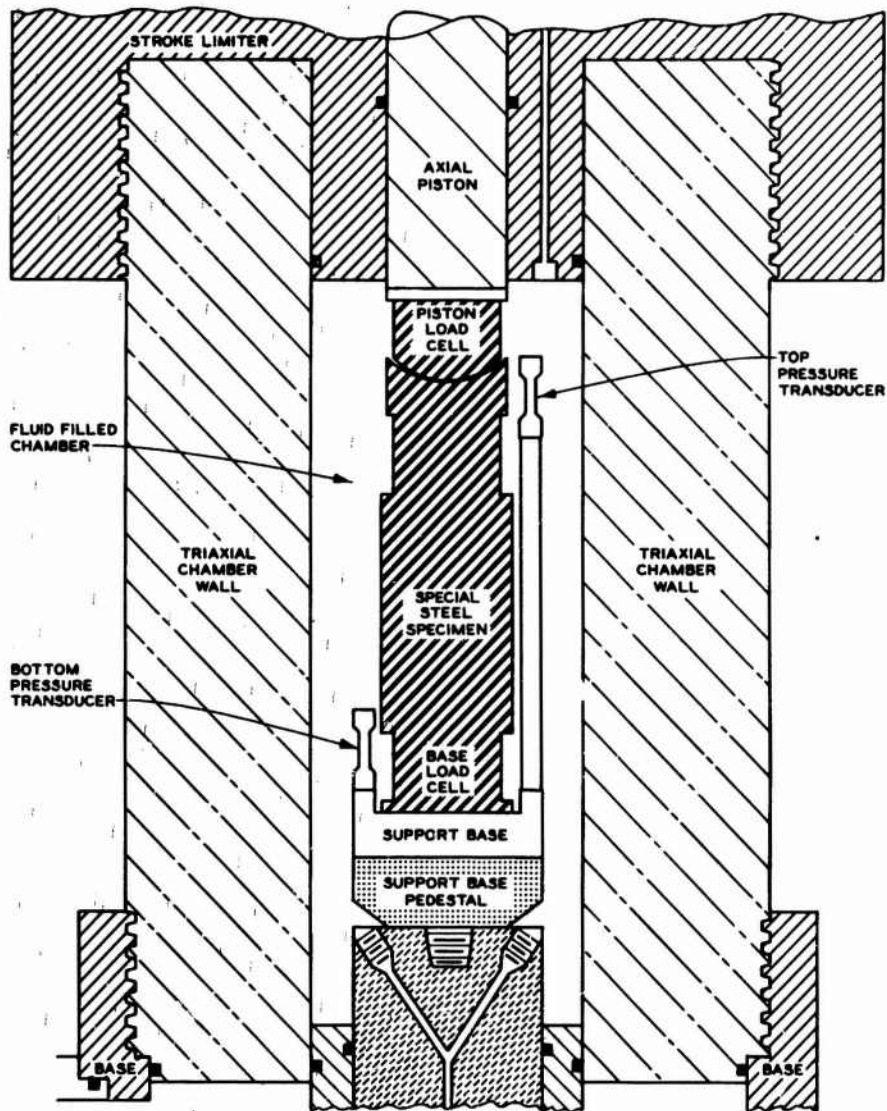 STROKE LIMITER
AXIAL
PISTON
PISTON
LOAD
CELL
TOP
PRESSURE
TRANSDUCER
FLUID FILLED
CHAMBER
TRIAXIAL
CHAMBER
WALL
TRIAXIAL
CHAMBER
WALL
SPECIAL
STEEL
SPECIMEN
BOTTOM
PRESSURE
TRANSDUCER
BASE
LOAD
CELL
SUPPORT BASE
SUPPORT BASE
PEDESTAL
BASE
BASE